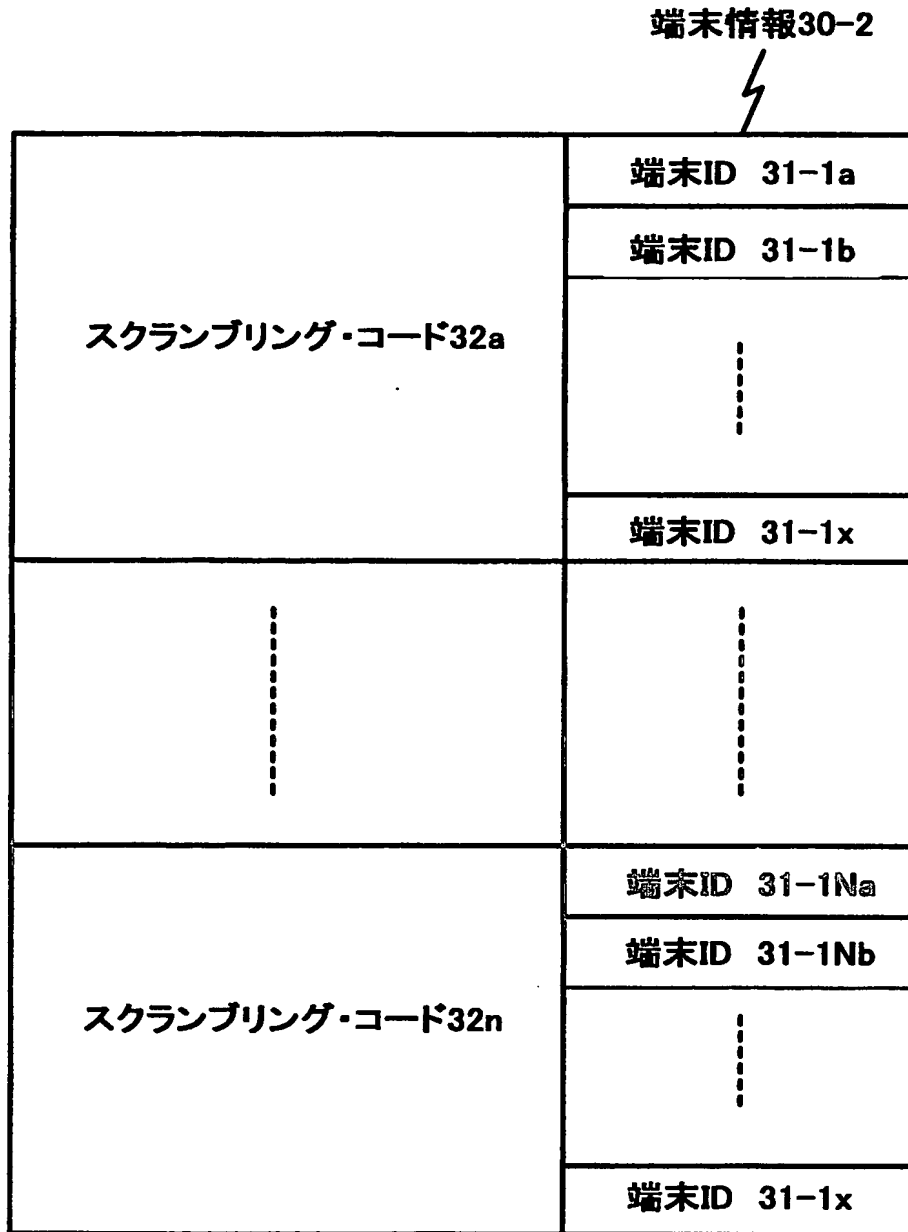 端末情報30-2
端末ID 31-1a
端末ID 31-1b
スクランブリング・コード32a
端末ID 31-1x
端末ID 31-1Na
端末ID 31-1Nb
スクランブリング・コード32n
端末ID 31-1x